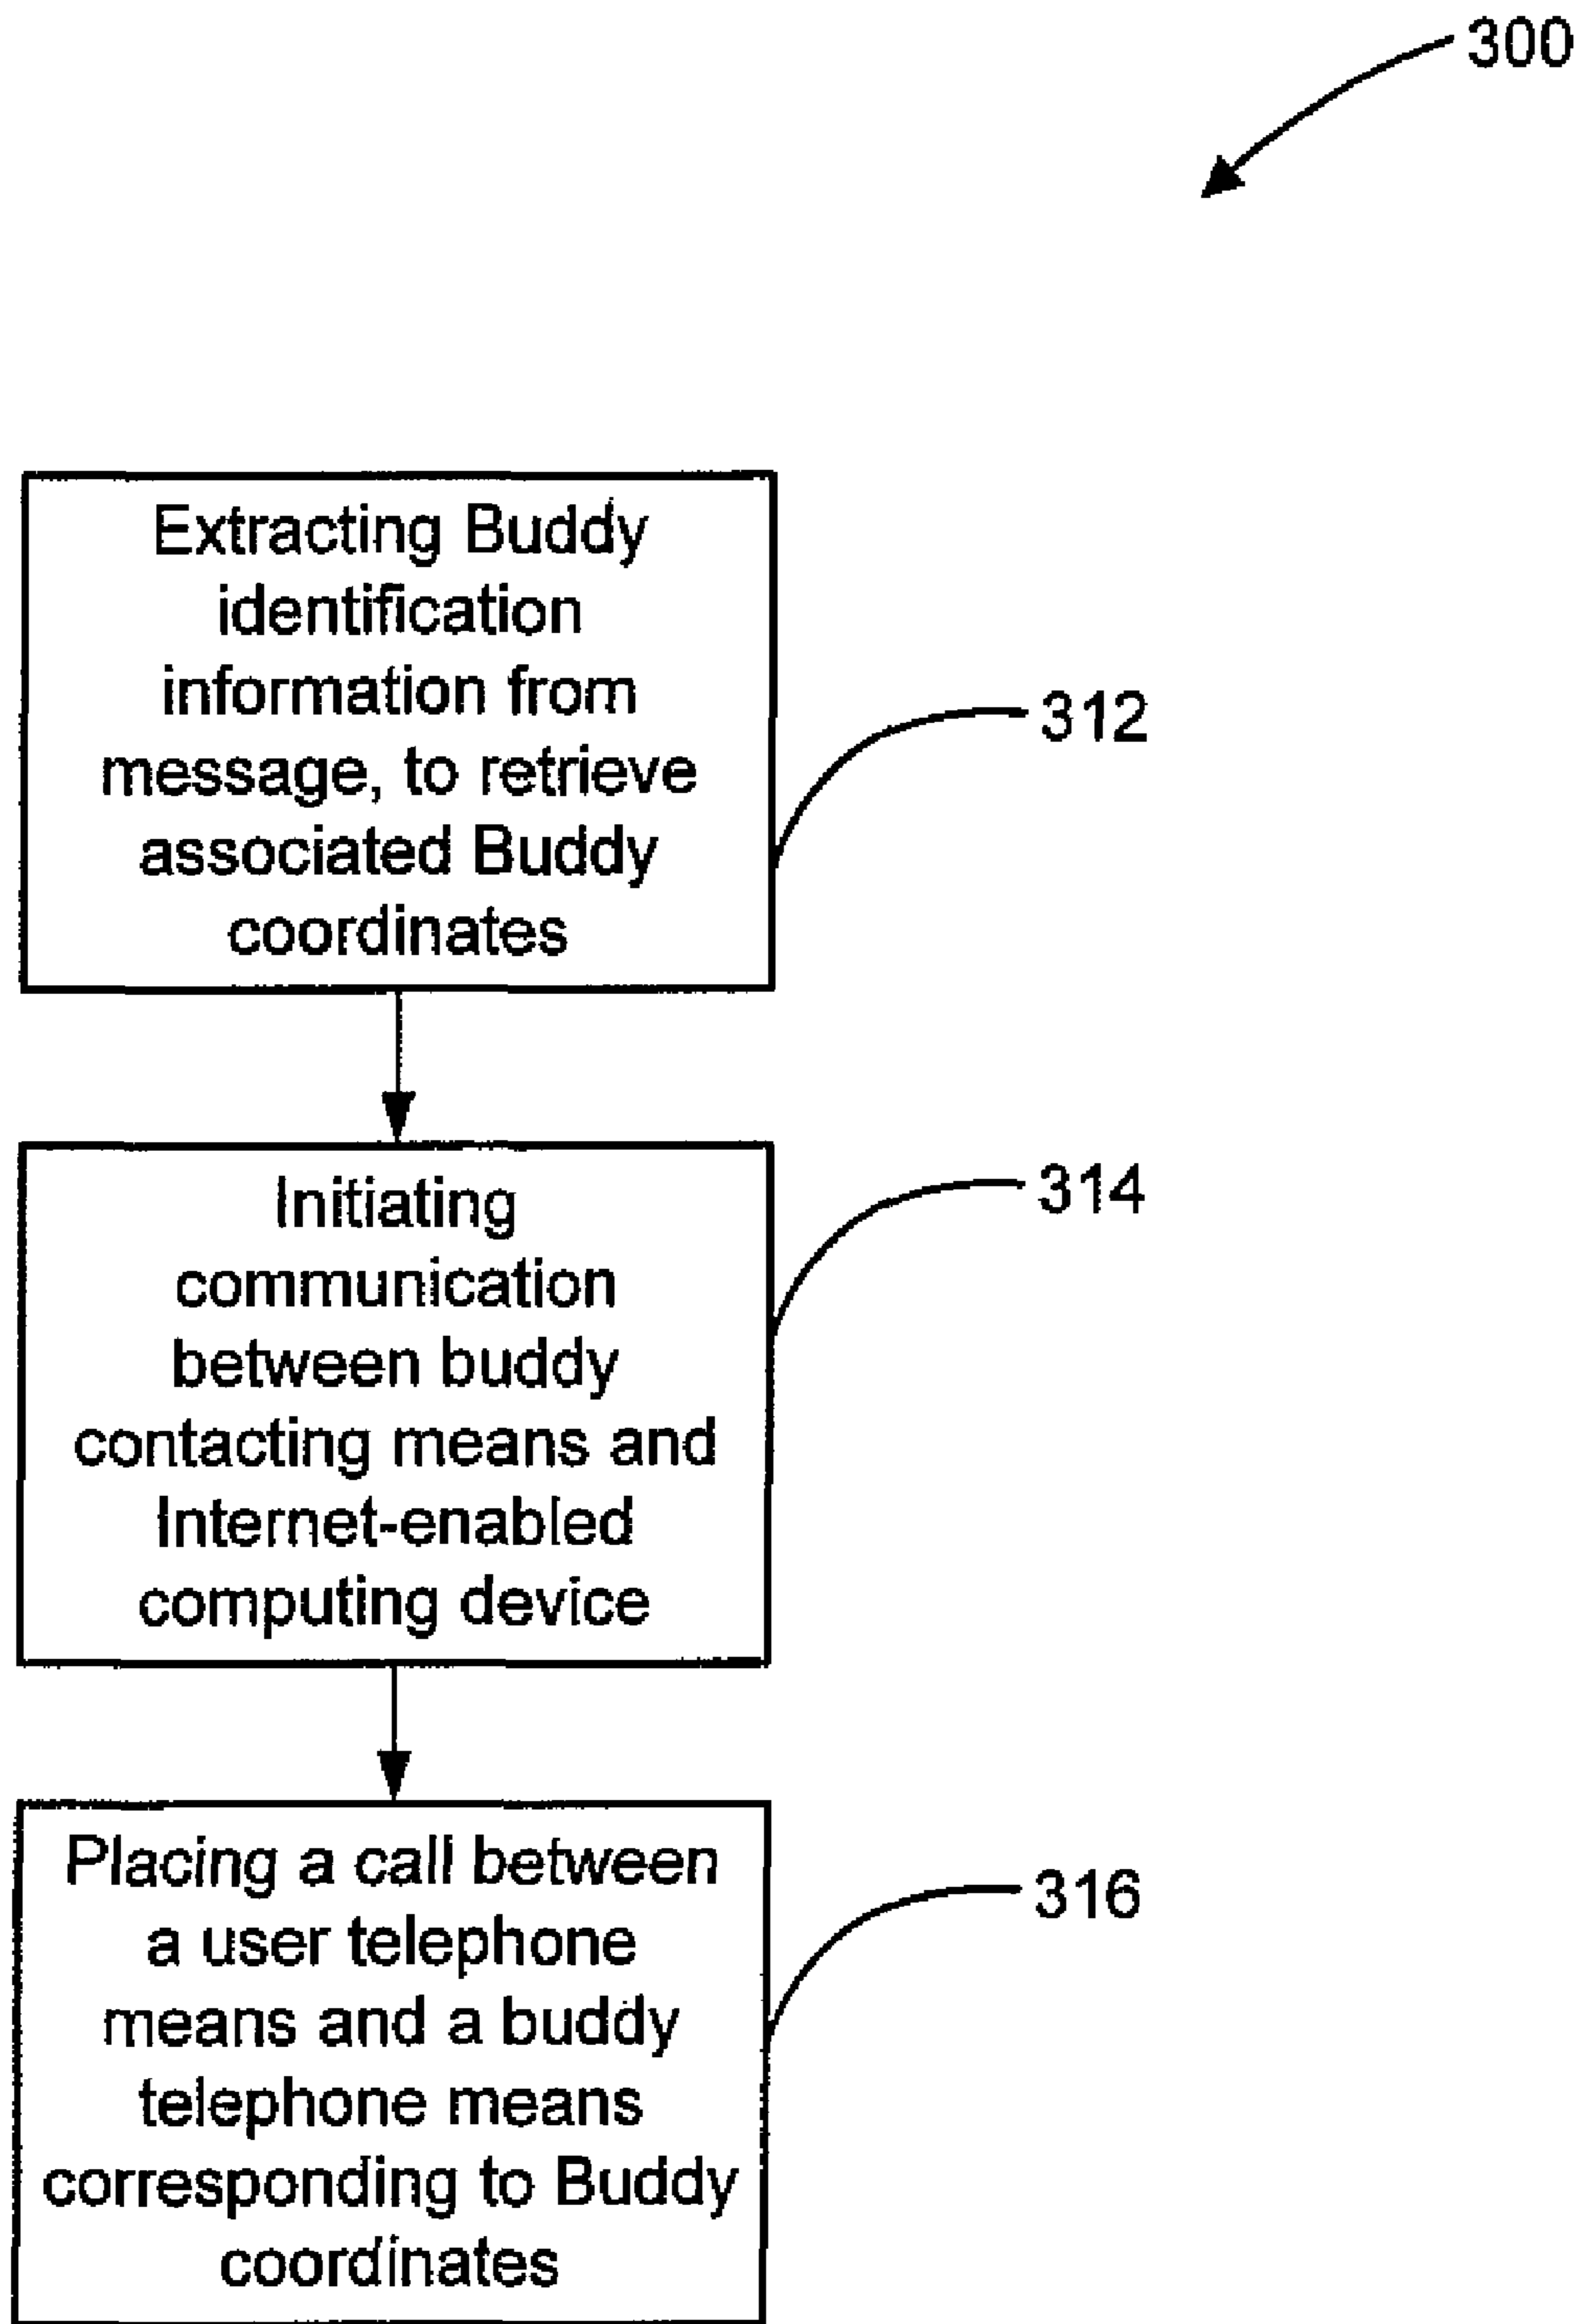 300
Extracting Buddy
identification
information from
message, to retrieve
associated Buddy
coordinates
312
Initiating
communication
between buddy
contacting means and
Internet-enabled
computing device
314
Placing a call between
a user telephone
means and a buddy
telephone means
corresponding to Buddy
coordinates
316